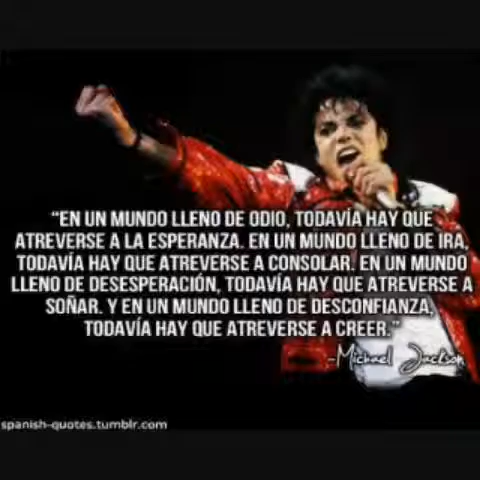 "EN UN MUNDO LLENO DE ODIO, TODAVÍA HAY QUE
ATREVERSE A LA ESPERANZA. EN UN MUNDO LLENO DE IRA,
TODAVÍA HAY QUE ATREVERSE A CONSOLAR. EN UN MUNDO
LLENO DE DESESPERACIÓN, TODAVÍA HAY QUE ATREVERSE A
SOÑAR. Y EN UN MUNDO LLENO DE DESCONFIANZA,
TODAVÍA HAY QUE ATREVERSE A CREER."
-Michael Jackson
spanish-quotes.tumblr.com